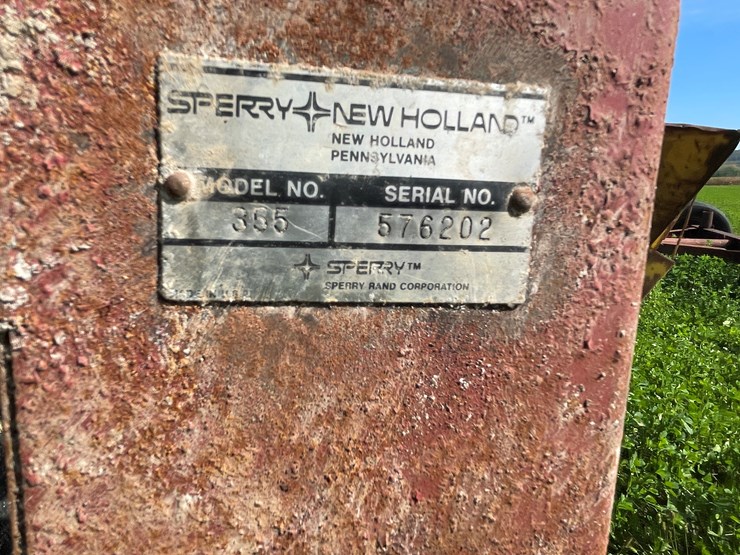 SPERRY NEW HOLLAND™
NEW HOLLAND
PENNSYLVANIA
MODEL NO. SERIAL NO.
355 576202
SPERRY™
SPERRY RAND CORPORATION